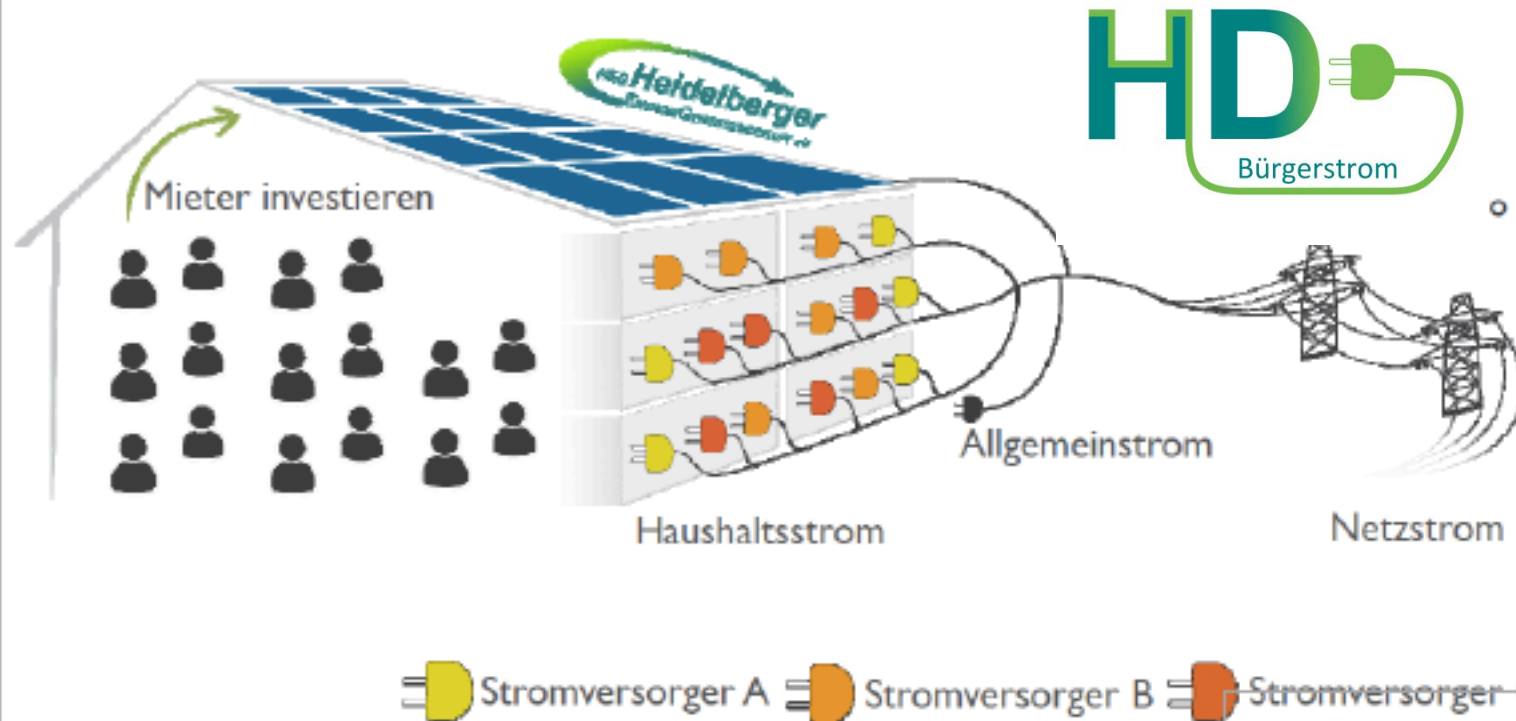 HD
Bürgerstrom
Heidelberger
Mieter investieren
Allgemeinstrom
Haushaltsstrom
Netzstrom
Stromversorger A
Stromversorger B
Stromversorger